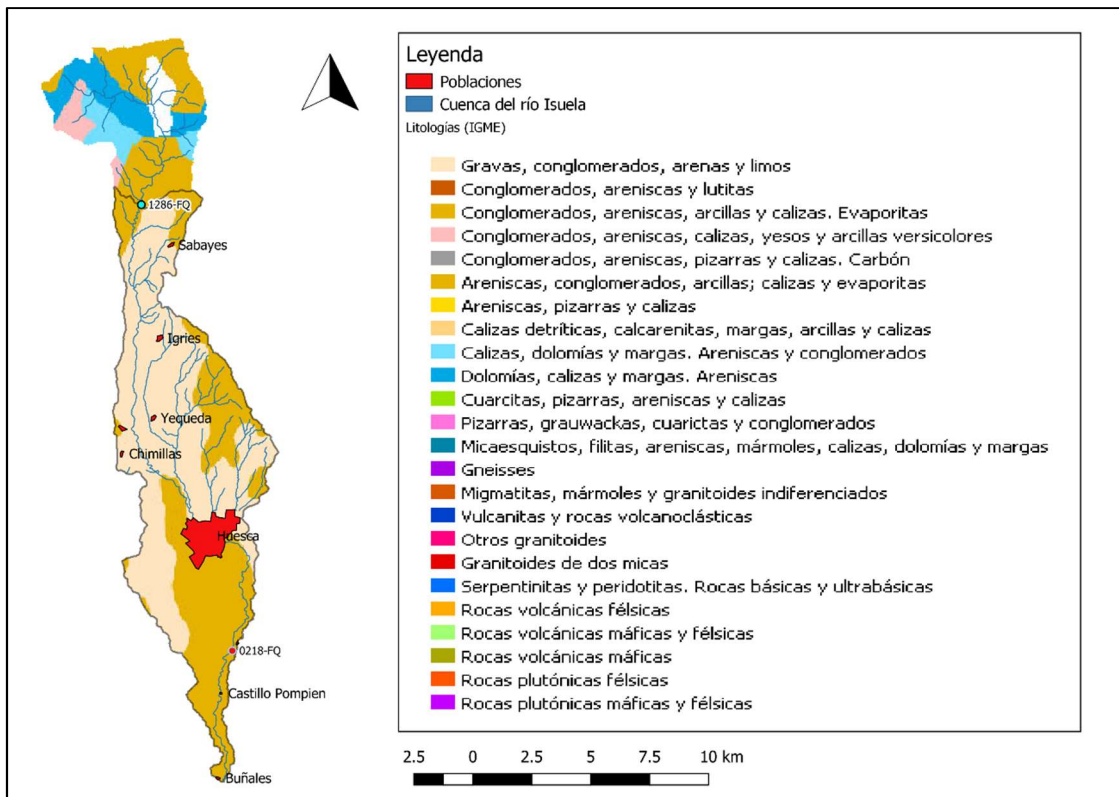 Leyenda
Poblaciones
Cuenca del río Isuela
Litologías (IGME)
Gravas, conglomerados, arenas y limos
Conglomerados, areniscas y lutitas
Conglomerados, areniscas, arcillas y calizas. Evaporitas
Conglomerados, areniscas, calizas, yesos y arcillas versicolores
Conglomerados, areniscas, pizarras y calizas. Carbón
Areniscas, conglomerados, arcillas; calizas y evaporitas
Areniscas, pizarras y calizas
Calizas detríticas, calcarenitas, margas, arcillas y calizas
Calizas, dolomías y margas. Areniscas y conglomerados
Dolomías, calizas y margas. Areniscas
Cuarcitas, pizarras, areniscas y calizas
Pizarras, grauwackas, cuarictas y conglomerados
Micaesquistos, filitas, areniscas, mármoles, calizas, dolomías y margas
Gneisses
Migmatitas, mármoles y granitoides indiferenciados
Vulcanitas y rocas volcanoclásticas
Otros granitoides
Granitoides de dos micas
Serpentinitas y peridotitas. Rocas básicas y ultrabásicas
Rocas volcánicas félsicas
Rocas volcánicas máficas y félsicas
Rocas volcánicas máficas
Rocas plutónicas félsicas
Rocas plutónicas máficas y félsicas
1286-FQ
Sabayes
Igries
Yequeda
Chimillas
Huesca
0218-FQ
Castillo Pompien
Buñales
2.5 0 2.5 5 7.5 10 km